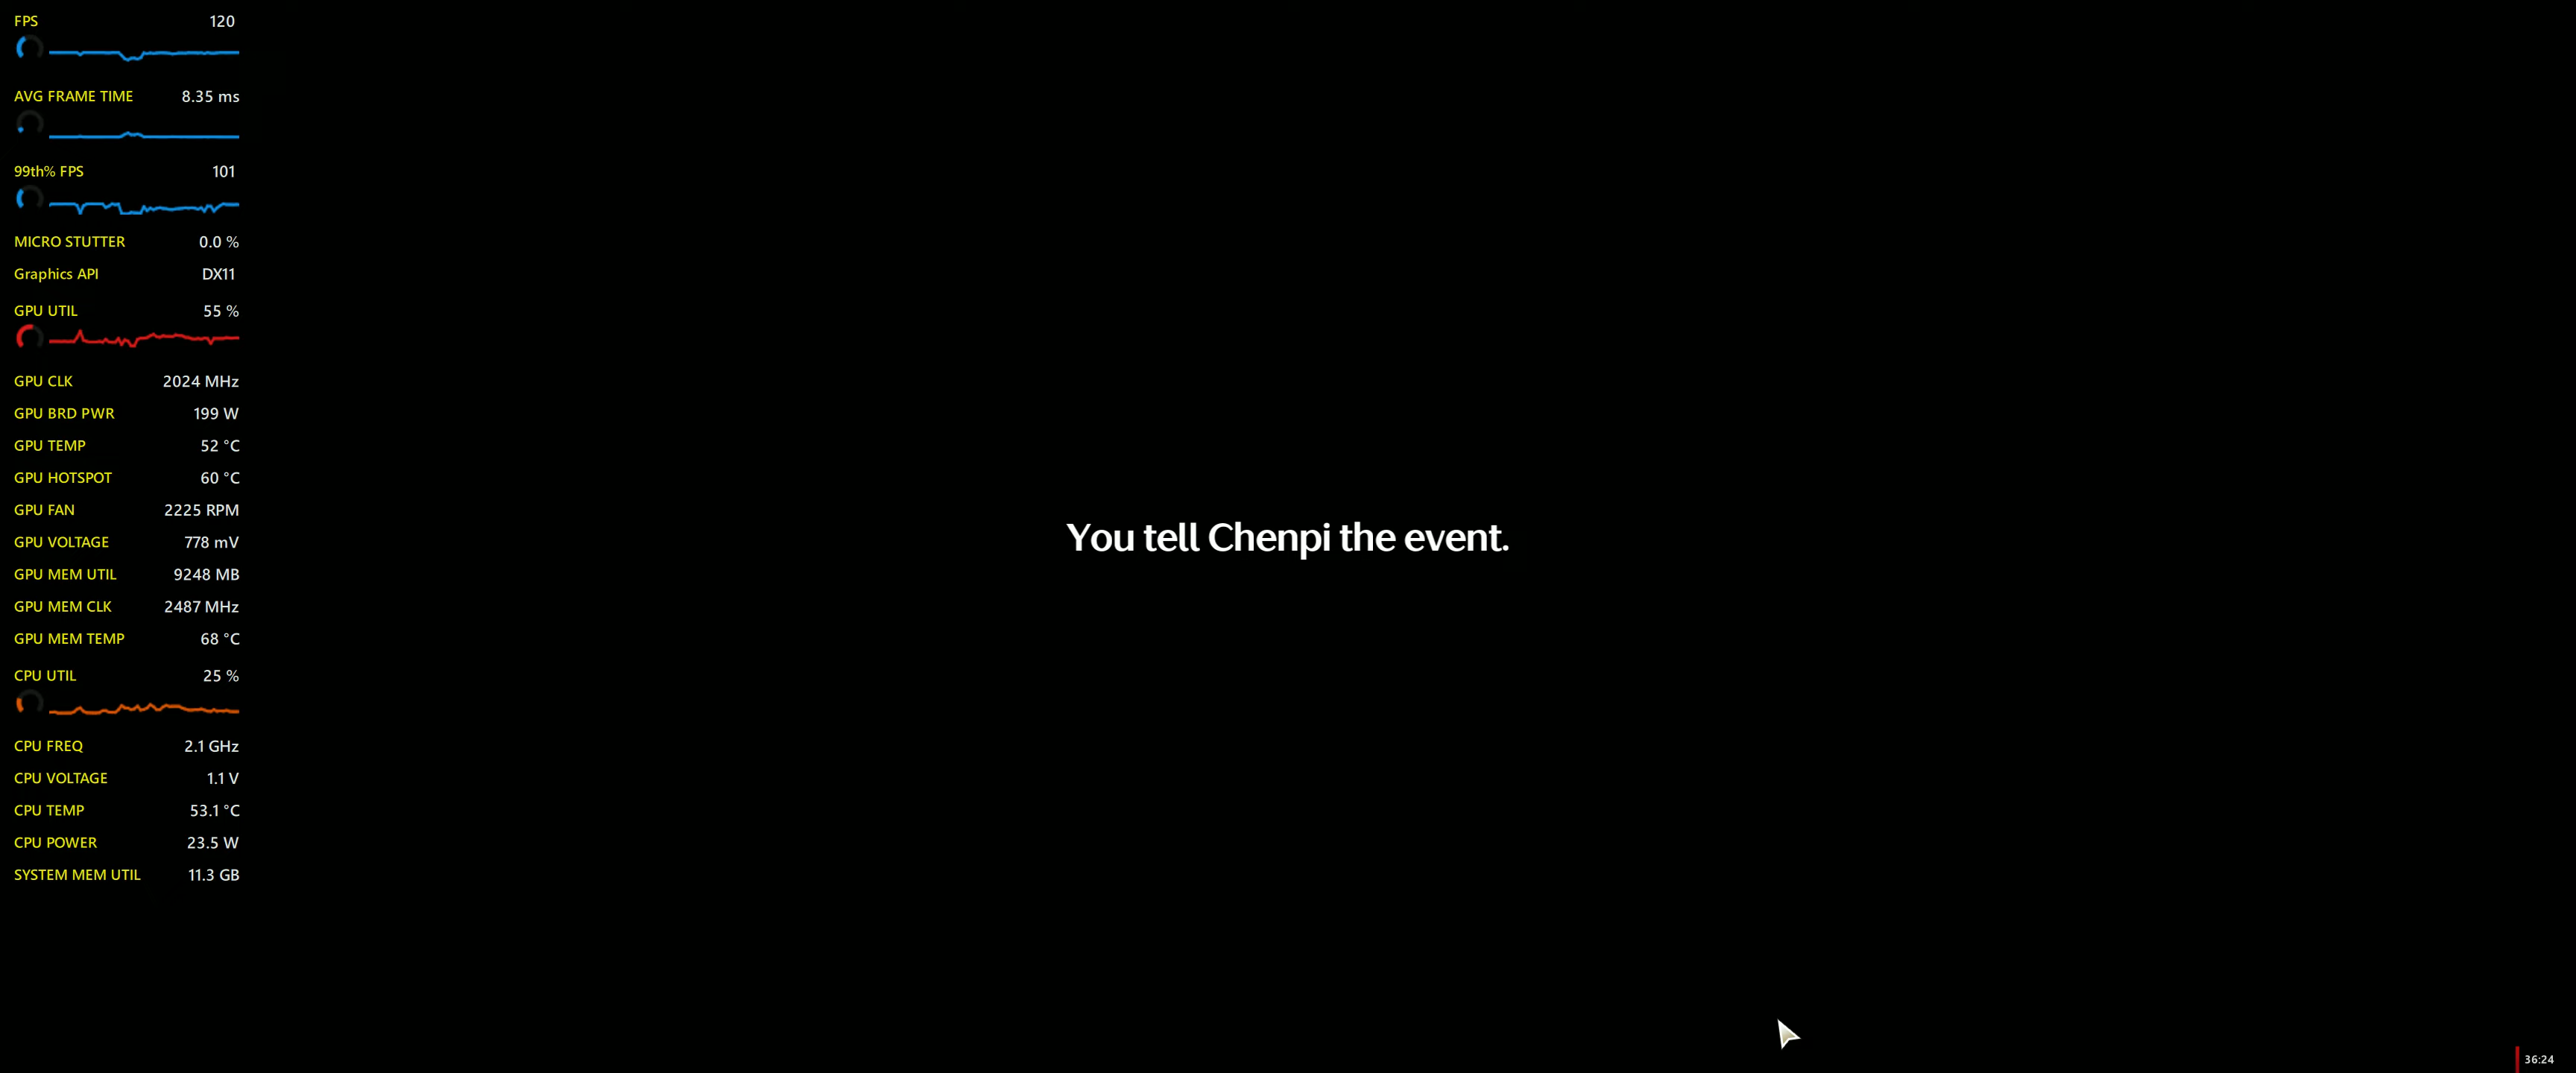 FPS 120
AVG FRAME TIME 8.35 ms
99th% FPS 101
MICRO STUTTER 0.0 %
Graphics API DX11
GPU UTIL 55 %
GPU CLK 2024 MHz
GPU BRD PWR 199 W
GPU TEMP 52 °C
GPU HOTSPOT 60 °C
GPU FAN 2225 RPM
GPU VOLTAGE 778 mV
GPU MEM UTIL 9248 MB
GPU MEM CLK 2487 MHz
GPU MEM TEMP 68 °C
CPU UTIL 25 %
CPU FREQ 2.1 GHz
CPU VOLTAGE 1.1 V
CPU TEMP 53.1 °C
CPU POWER 23.5 W
SYSTEM MEM UTIL 11.3 GB
You tell Chenpi the event.
36:24